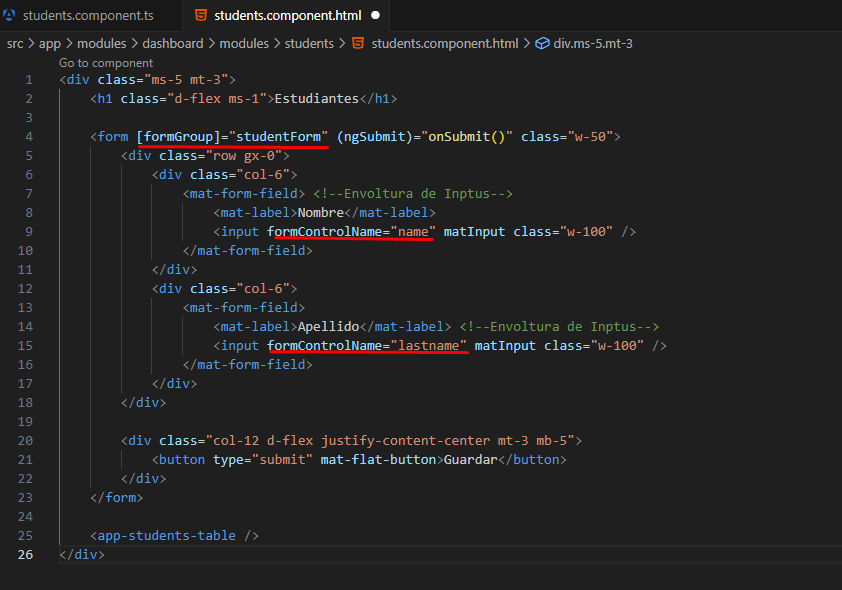 students.component.ts students.component.html
src > app > modules > dashboard > modules > students > students.component.html > div.ms-5.mt-3
Go to component
1 <div class="ms-5 mt-3">
2 <h1 class="d-flex ms-1">Estudiantes</h1>
3
4 <form [formGroup]="studentForm" (ngSubmit)="onSubmit()" class="w-50">
5 <div class="row gx-0">
6 <div class="col-6">
7 <mat-form-field> <!--Envoltura de Inptus-->
8 <mat-label>Nombre</mat-label>
9 <input formControlName="name" matInput class="w-100" />
10 </mat-form-field>
11 </div>
12 <div class="col-6">
13 <mat-form-field>
14 <mat-label>Apellido</mat-label> <!--Envoltura de Inptus-->
15 <input formControlName="lastname" matInput class="w-100" />
16 </mat-form-field>
17 </div>
18 </div>
19
20 <div class="col-12 d-flex justify-content-center mt-3 mb-5">
21 <button type="submit" mat-flat-button>Guardar</button>
22 </div>
23 </form>
24
25 <app-students-table />
26 </div>